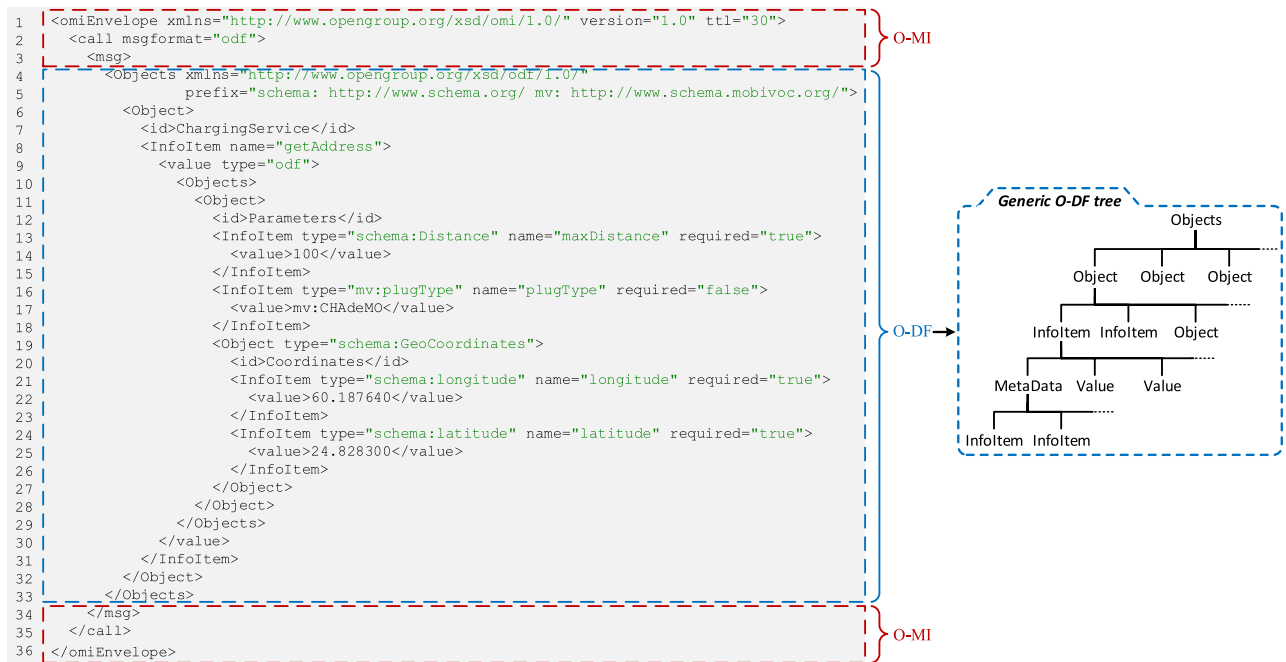 1 <omiEnvelope xmlns="http://www.opengroup.org/xsd/omi/1.0/" version="1.0" ttl="30">
2 <call msgformat="odf">
3 <msg>
O-MI
4 <Objects xmlns="http://www.opengroup.org/xsd/odf/1.0/"
5 prefix="schema: http://www.schema.org/ mv: http://www.schema.mobivoc.org/">
6 <Object>
7 <id>ChargingService</id>
8 <InfoItem name="getAddress">
9 <value type="odf">
10 <Objects>
11 <Object>
12 <id>Parameters</id>
13 <InfoItem type="schema:Distance" name="maxDistance" required="true">
14 <value>100</value>
15 </InfoItem>
16 <InfoItem type="mv:plugType" name="plugType" required="false">
17 <value>mv:CHAdeMO</value>
18 </InfoItem>
19 <Object type="schema:GeoCoordinates">
20 <id>Coordinates</id>
21 <InfoItem type="schema:longitude" name="longitude" required="true">
22 <value>60.187640</value>
23 </InfoItem>
24 <InfoItem type="schema:latitude" name="latitude" required="true">
25 <value>24.828300</value>
26 </InfoItem>
27 </Object>
28 </Object>
29 </Objects>
30 </value>
31 </InfoItem>
32 </Object>
33 </Objects>
O-DF
34 </msg>
35 </call>
36 </omiEnvelope>
O-MI
Generic O-DF tree
Objects
Object Object Object
InfoItem InfoItem Object
MetaData Value Value
InfoItem InfoItem